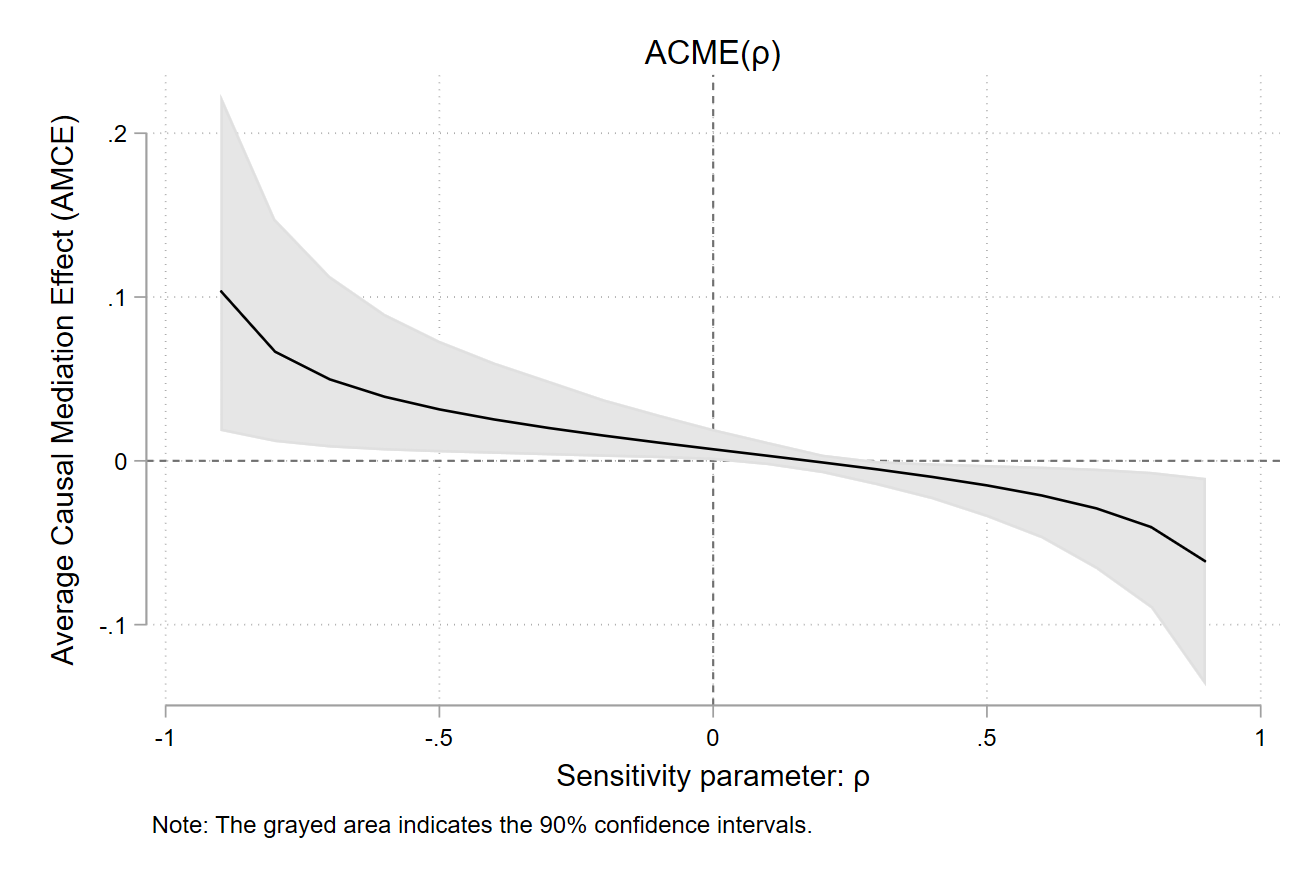 ACME(ρ)
Average Causal Mediation Effect (AMCE)
.2
.1
0
-.1
-1
-.5
0
.5
1
Sensitivity parameter: ρ
Note: The grayed area indicates the 90% confidence intervals.